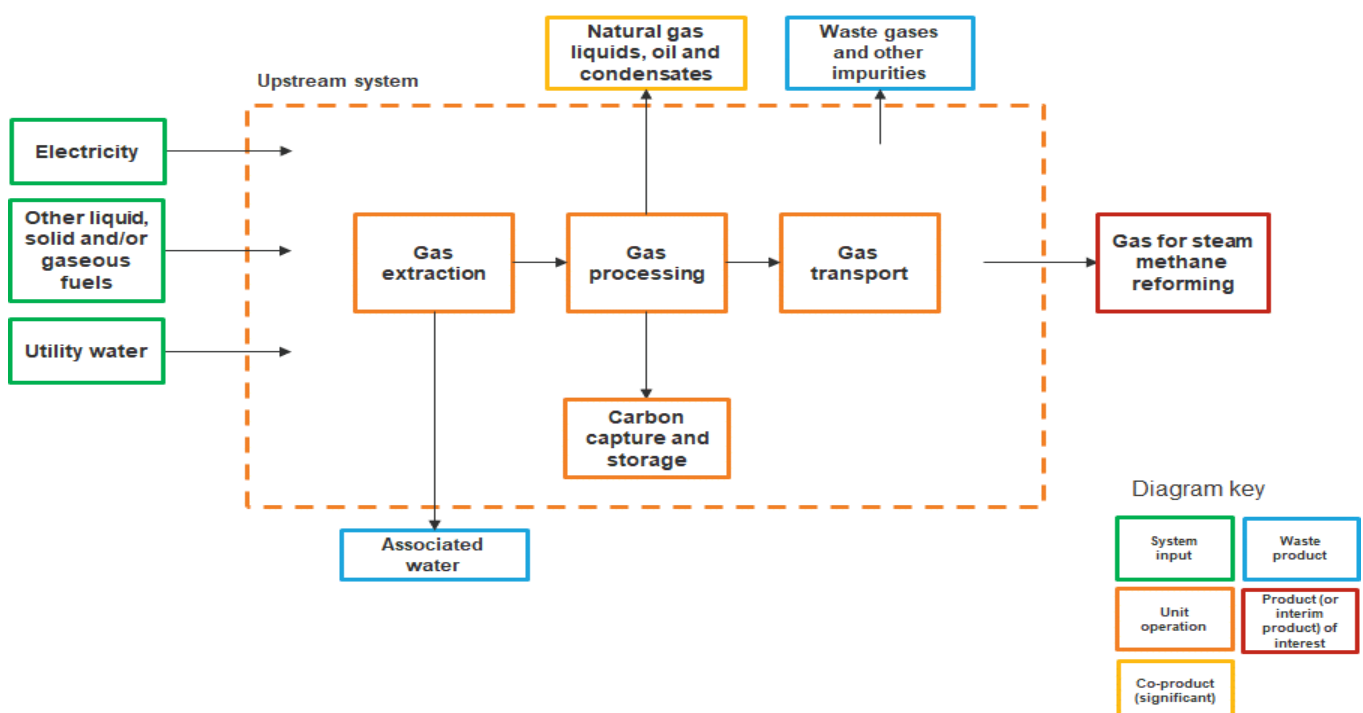 Natural gas
liquids, oil and
condensates
Waste gases
and other
impurities
Upstream system
Electricity
Other liquid,
solid and/or
gaseous
fuels
Utility water
Gas
extraction
Gas
processing
Gas
transport
Gas for steam
methane
reforming
Carbon
capture and
storage
Associated
water
Diagram key
System
input
Waste
product
Unit
operation
Product (or
interim
product) of
interest
Co-product
(significant)